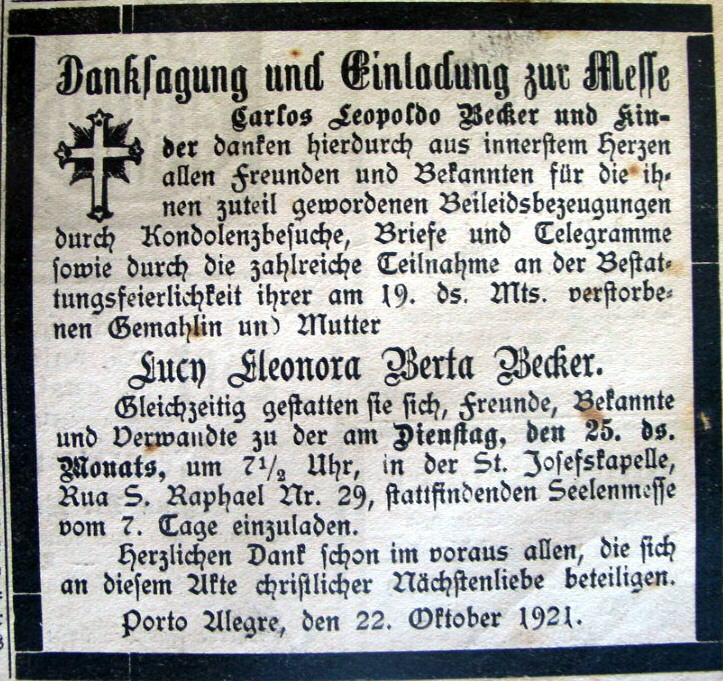 Dankſagung und Einladung zur Meſſe
Carlos Leopoldo Becker und Kin-
der danken hierdurch aus innerſtem Herzen
allen Freunden und Bekannten für die ih-
nen zuteil gewordenen Beileidsbezeugungen
durch Kondolenzbeſuche, Briefe und Telegramme
ſowie durch die zahlreiche Teilnahme an der Beſtat-
tungsfeierlichkeit ihrer am 19. ds. Mts. verſtorbe-
nen Gemahlin und Mutter
Lucy Eleonora Berta Becker.
Gleichzeitig geſtatten ſie ſich, Freunde, Bekannte
und Verwandte zu der am Dienſtag, den 25. ds.
Monats, um 7½ Uhr, in der St. Joſefskapelle,
Rua S. Raphael Nr. 29, ſtattfindenden Seelenmeſſe
vom 7. Tage einzuladen.
Herzlichen Dank ſchon im voraus allen, die ſich
an dieſem Akte chriſtlicher Nächſtenliebe beteiligen.
Porto Alegre, den 22. Oktober 1921.